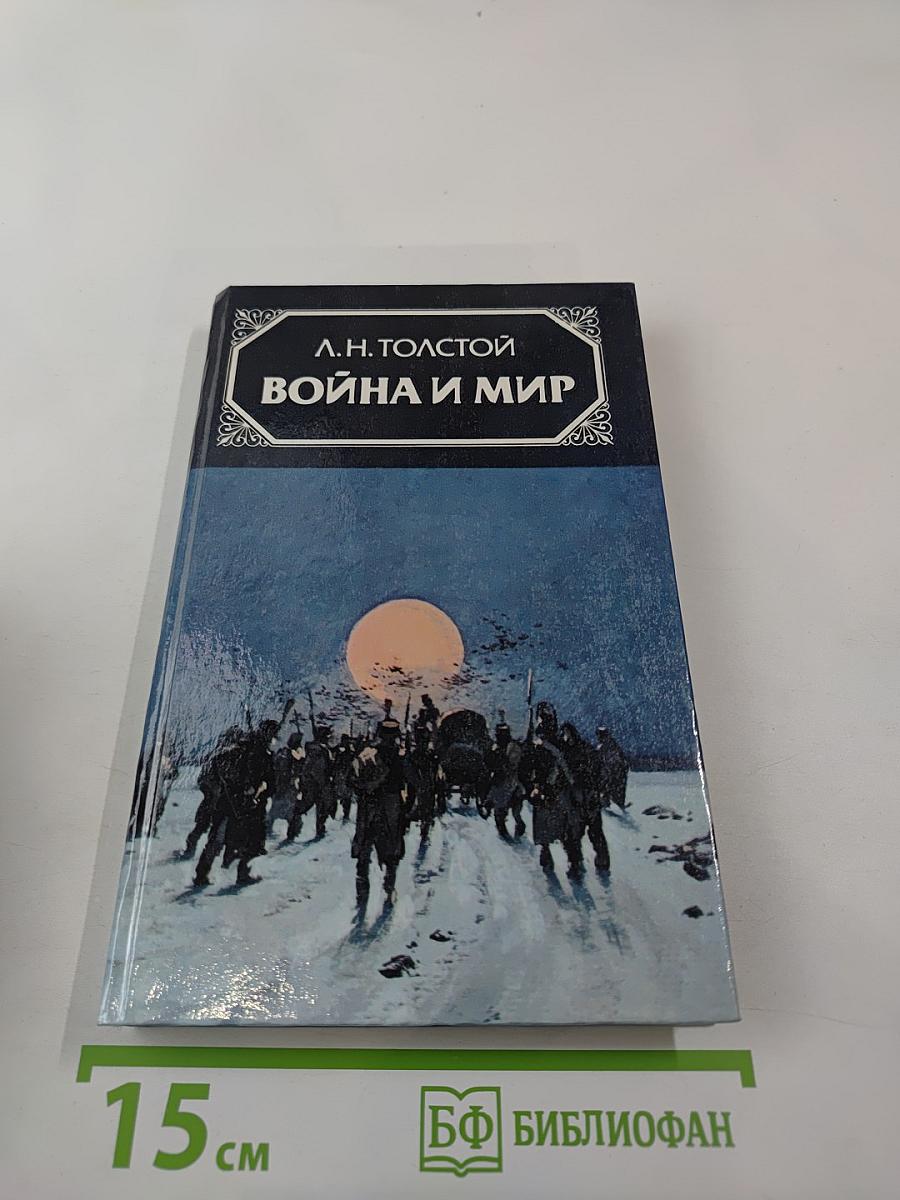 Л. Н. ТОЛСТОЙ
ВОЙНА И МИР
15 см
БФ БИБЛИОФАН